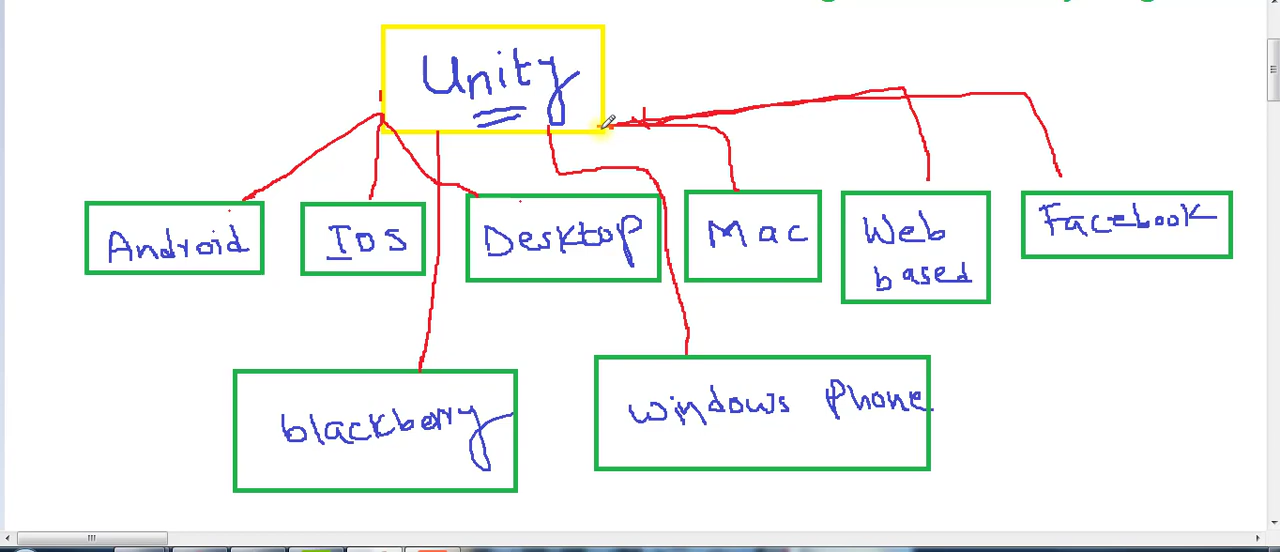 Unity
Android
IOS
Desktop
Mac
Web
based
Facebook
blackberry
windows Phone